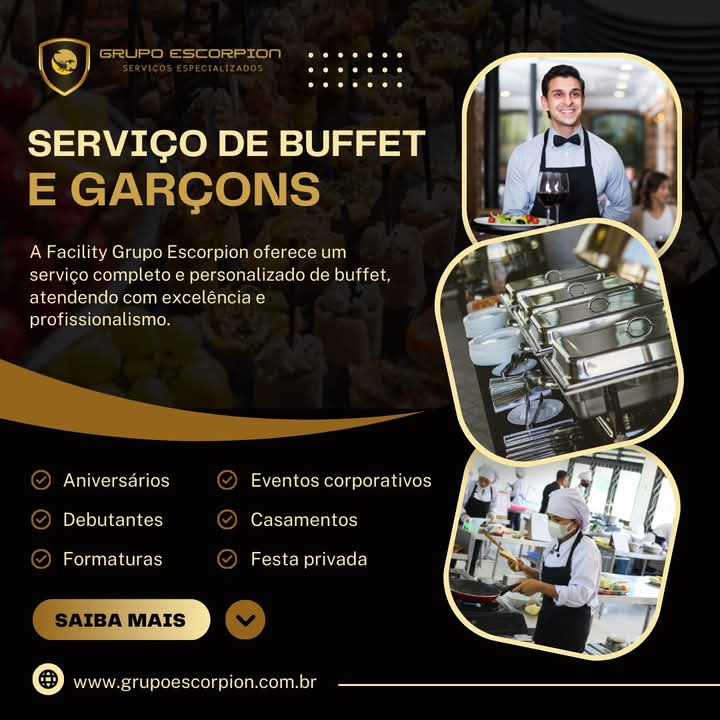 GRUPO ESCORPION
SERVIÇOS ESPECIALIZADOS
SERVIÇO DE BUFFET
E GARÇONS
A Facility Grupo Escorpion oferece um
serviço completo e personalizado de buffet,
atendendo com excelência e
profissionalismo.
Aniversários
Debutantes
Formaturas
Eventos corporativos
Casamentos
Festa privada
SAIBA MAIS
www.grupoescorpion.com.br